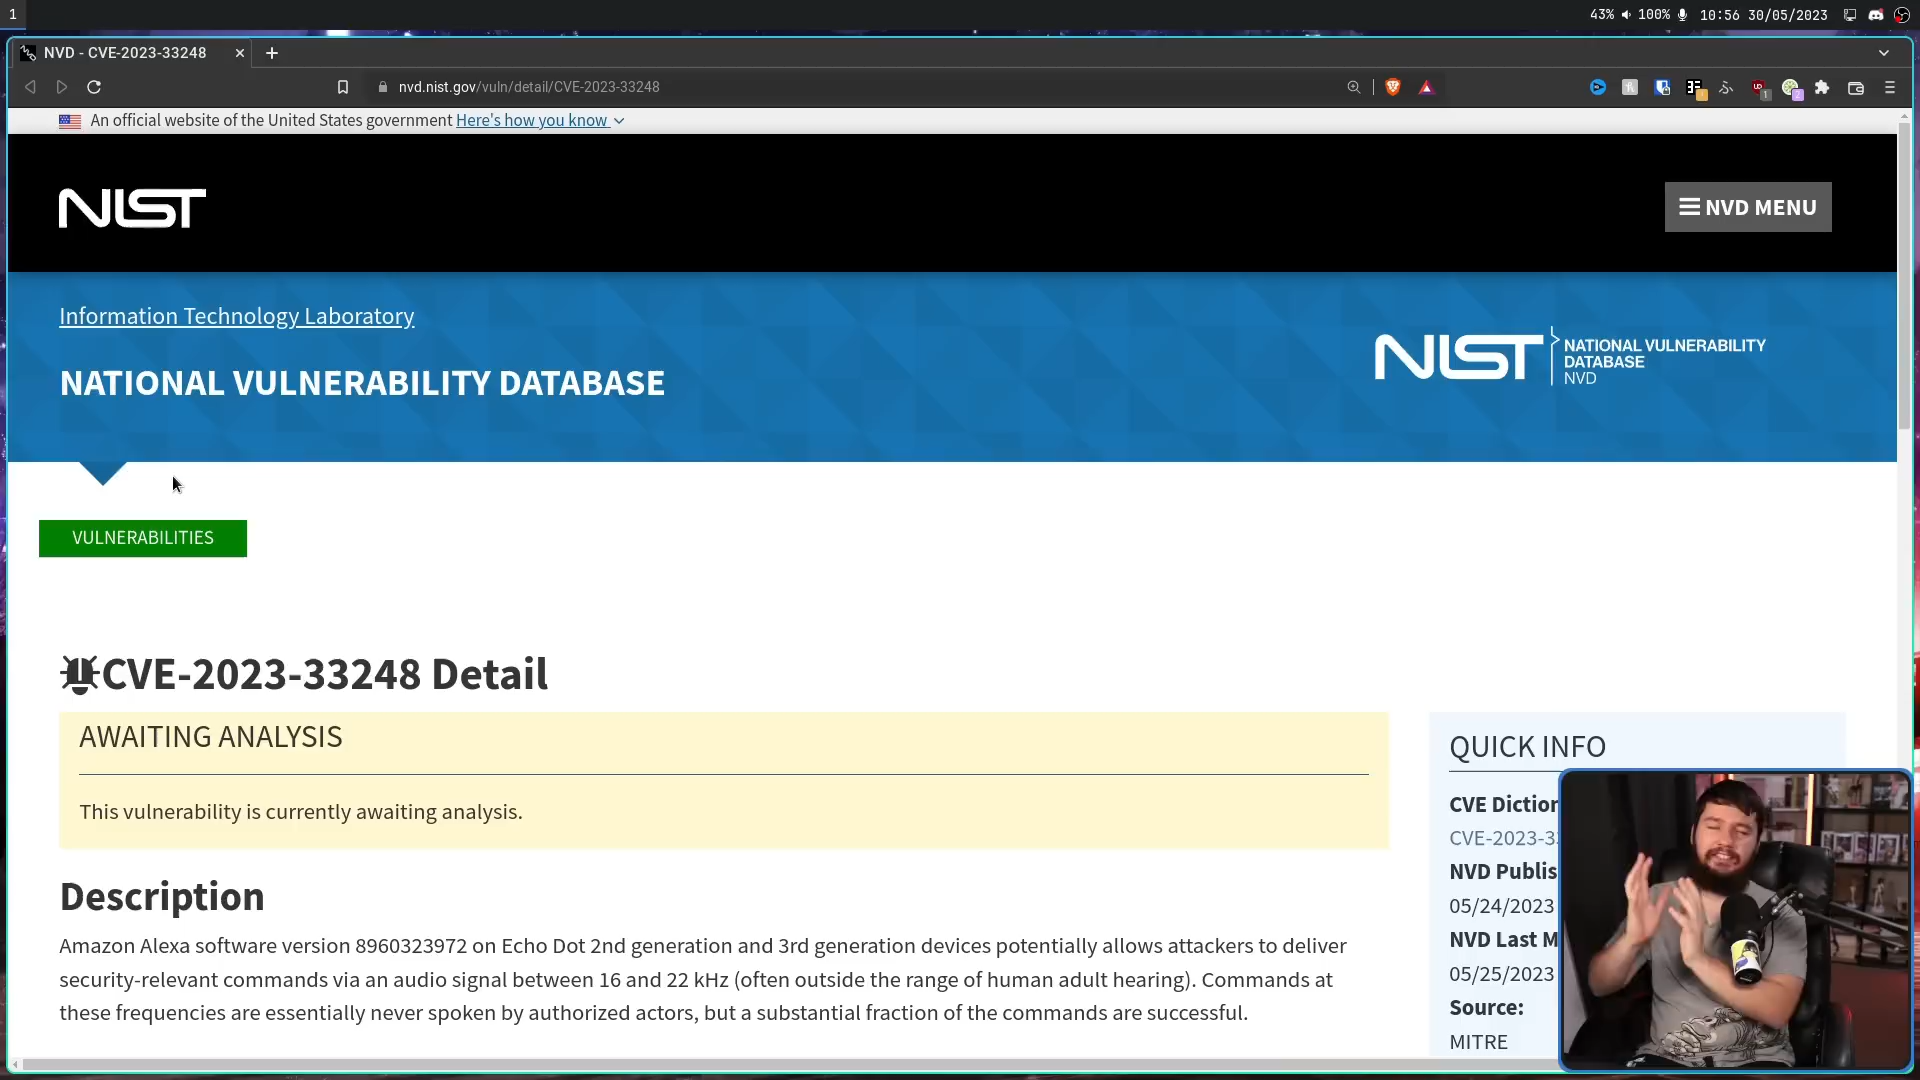 1
43% 100% 10:56 30/05/2023
NVD - CVE-2023-33248
nvd.nist.gov/vuln/detail/CVE-2023-33248
An official website of the United States government Here's how you know
NIST
NVD MENU
Information Technology Laboratory
NATIONAL VULNERABILITY DATABASE
NIST
NATIONAL VULNERABILITY
DATABASE
NVD
VULNERABILITIES
CVE-2023-33248 Detail
AWAITING ANALYSIS
This vulnerability is currently awaiting analysis.
Description
Amazon Alexa software version 8960323972 on Echo Dot 2nd generation and 3rd generation devices potentially allows attackers to deliver
security-relevant commands via an audio signal between 16 and 22 kHz (often outside the range of human adult hearing). Commands at
these frequencies are essentially never spoken by authorized actors, but a substantial fraction of the commands are successful.
QUICK INFO
CVE Diction
CVE-2023-33
NVD Publis
05/24/2023
NVD Last M
05/25/2023
Source:
MITRE